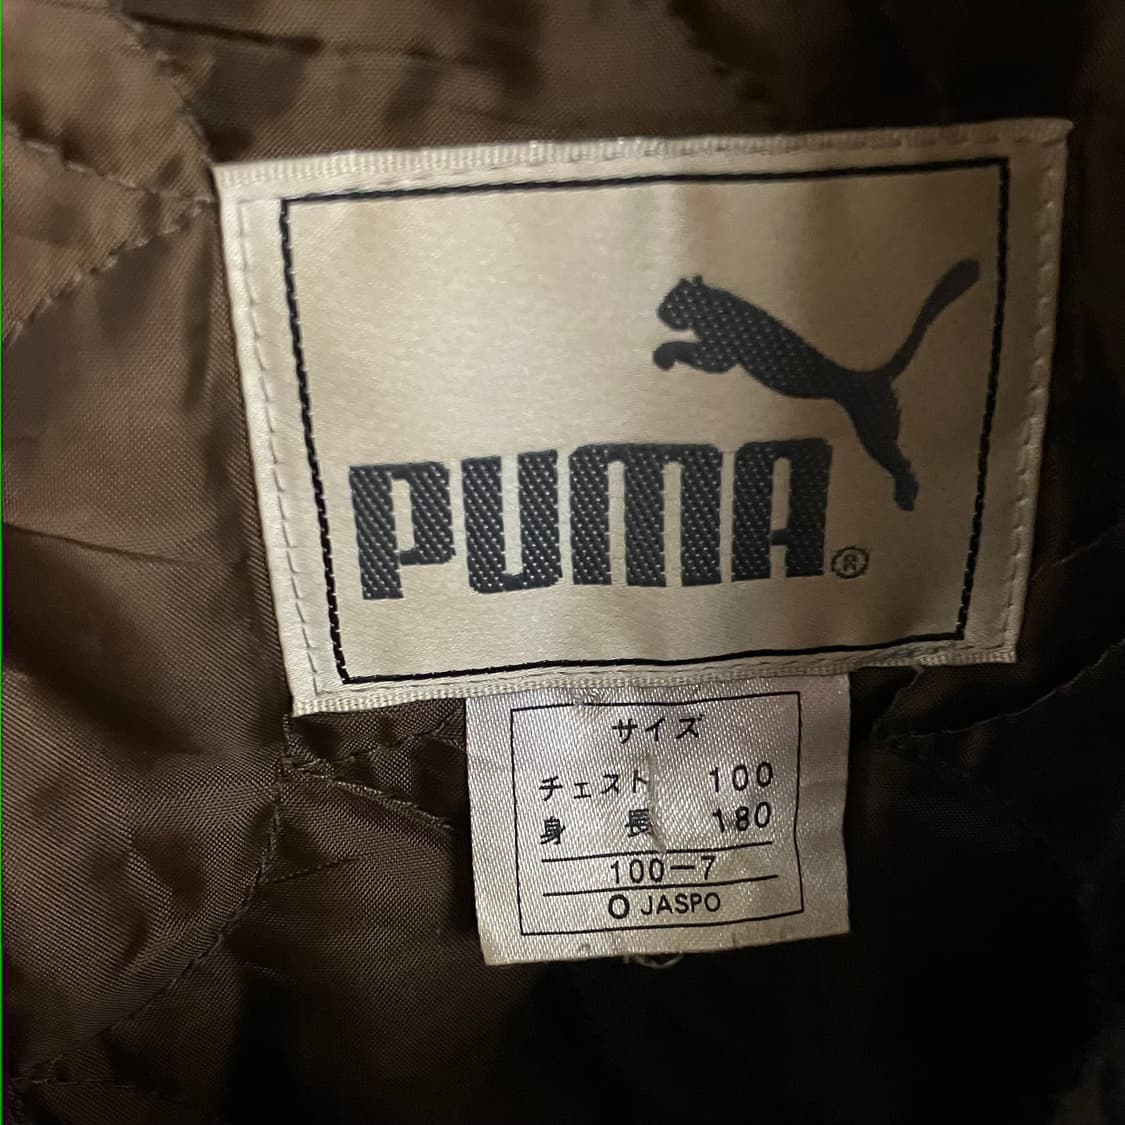 PUMA®
サイズ
チェスト 100
身長 180
100-7
O JASPO